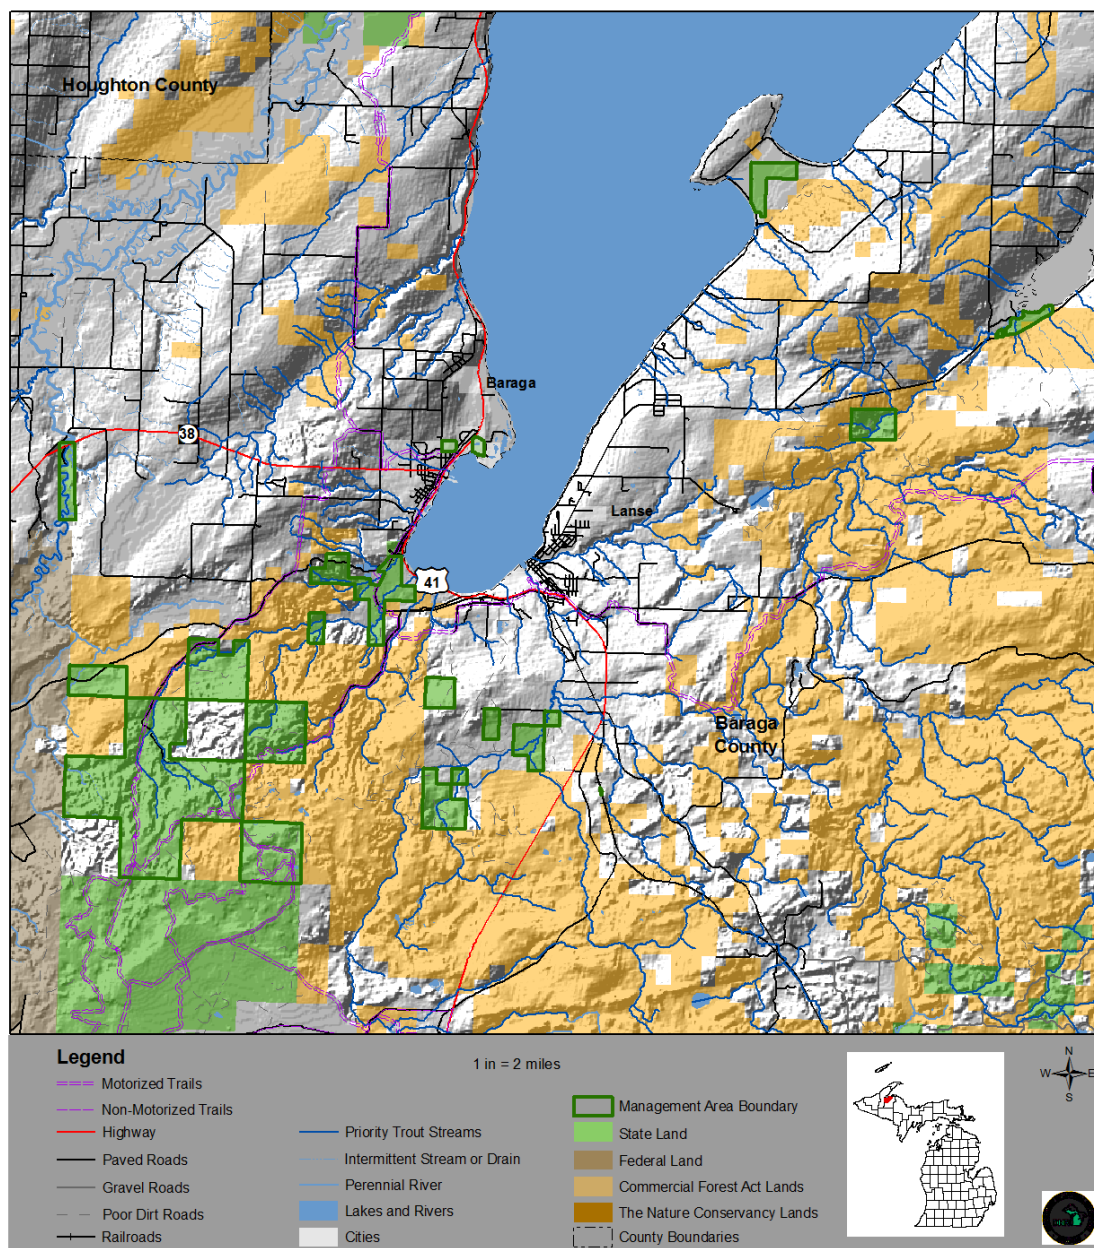 Houghton County
Baraga
38
Lanse
41
Baraga
County
Legend
1 in = 2 miles
Motorized Trails
Non-Motorized Trails
Highway
Paved Roads
Gravel Roads
Poor Dirt Roads
Railroads
Priority Trout Streams
Intermittent Stream or Drain
Perennial River
Lakes and Rivers
Cities
Management Area Boundary
State Land
Federal Land
Commercial Forest Act Lands
The Nature Conservancy Lands
County Boundaries
N
W E
S